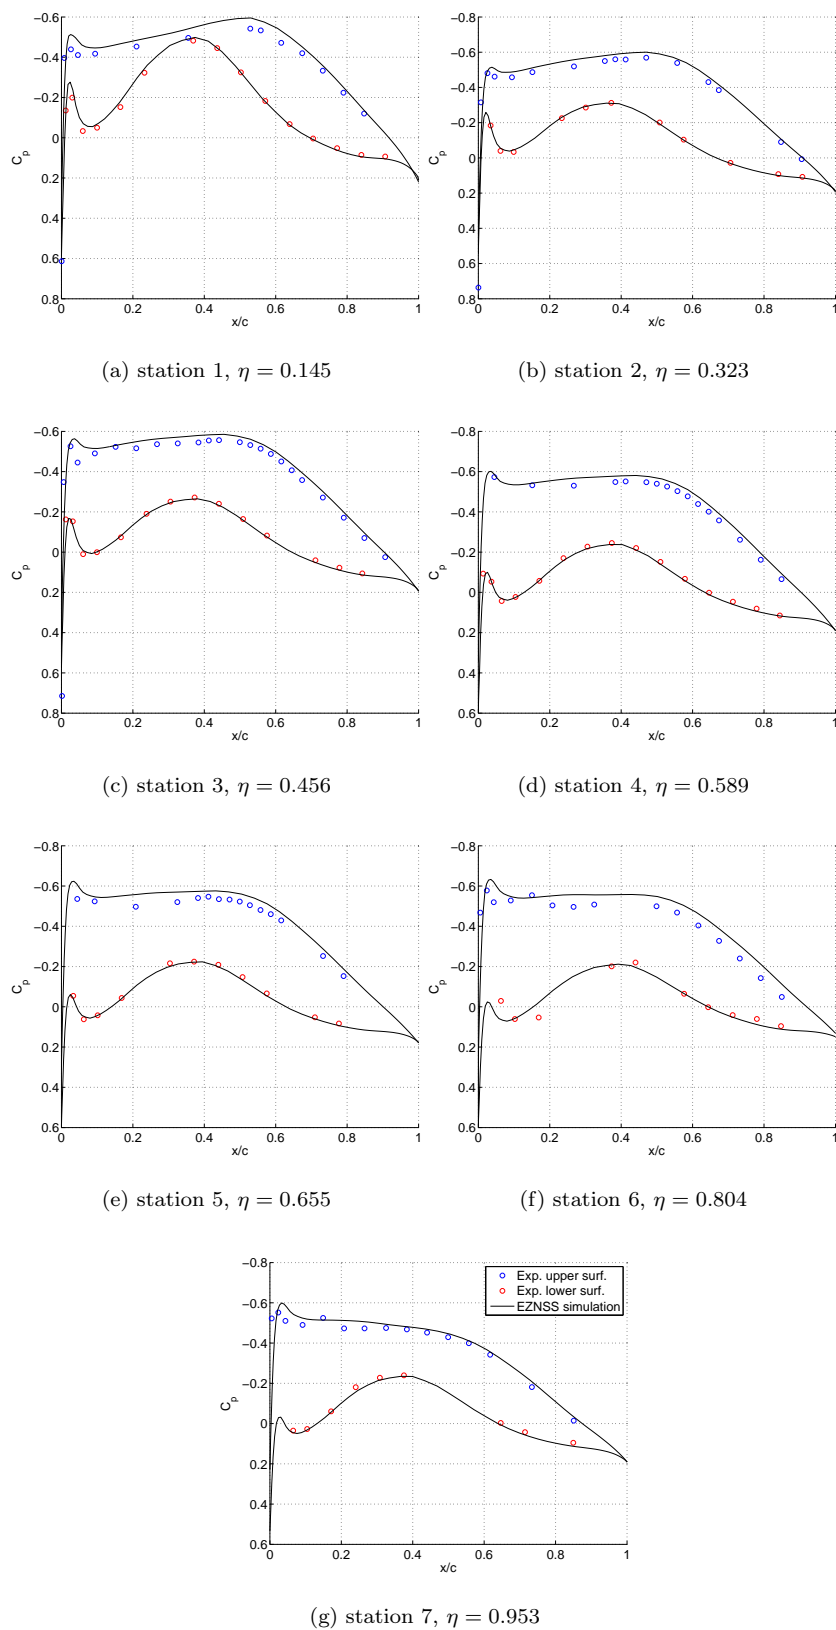 −0.6
−0.4
−0.2
0
0.2
0.4
0.6
0.8
C_p
0 0.2 0.4 0.6 0.8 1
x/c
(a) station 1, η = 0.145
−0.8
−0.6
−0.4
−0.2
0
0.2
0.4
0.6
0.8
C_p
0 0.2 0.4 0.6 0.8 1
x/c
(b) station 2, η = 0.323
−0.6
−0.4
−0.2
0
0.2
0.4
0.6
0.8
C_p
0 0.2 0.4 0.6 0.8 1
x/c
(c) station 3, η = 0.456
−0.8
−0.6
−0.4
−0.2
0
0.2
0.4
0.6
C_p
0 0.2 0.4 0.6 0.8 1
x/c
(d) station 4, η = 0.589
−0.8
−0.6
−0.4
−0.2
0
0.2
0.4
0.6
C_p
0 0.2 0.4 0.6 0.8 1
x/c
(e) station 5, η = 0.655
−0.8
−0.6
−0.4
−0.2
0
0.2
0.4
0.6
C_p
0 0.2 0.4 0.6 0.8 1
x/c
(f) station 6, η = 0.804
−0.8
−0.6
−0.4
−0.2
0
0.2
0.4
0.6
C_p
Exp. upper surf.
Exp. lower surf.
EZNSS simulation
0 0.2 0.4 0.6 0.8 1
x/c
(g) station 7, η = 0.953